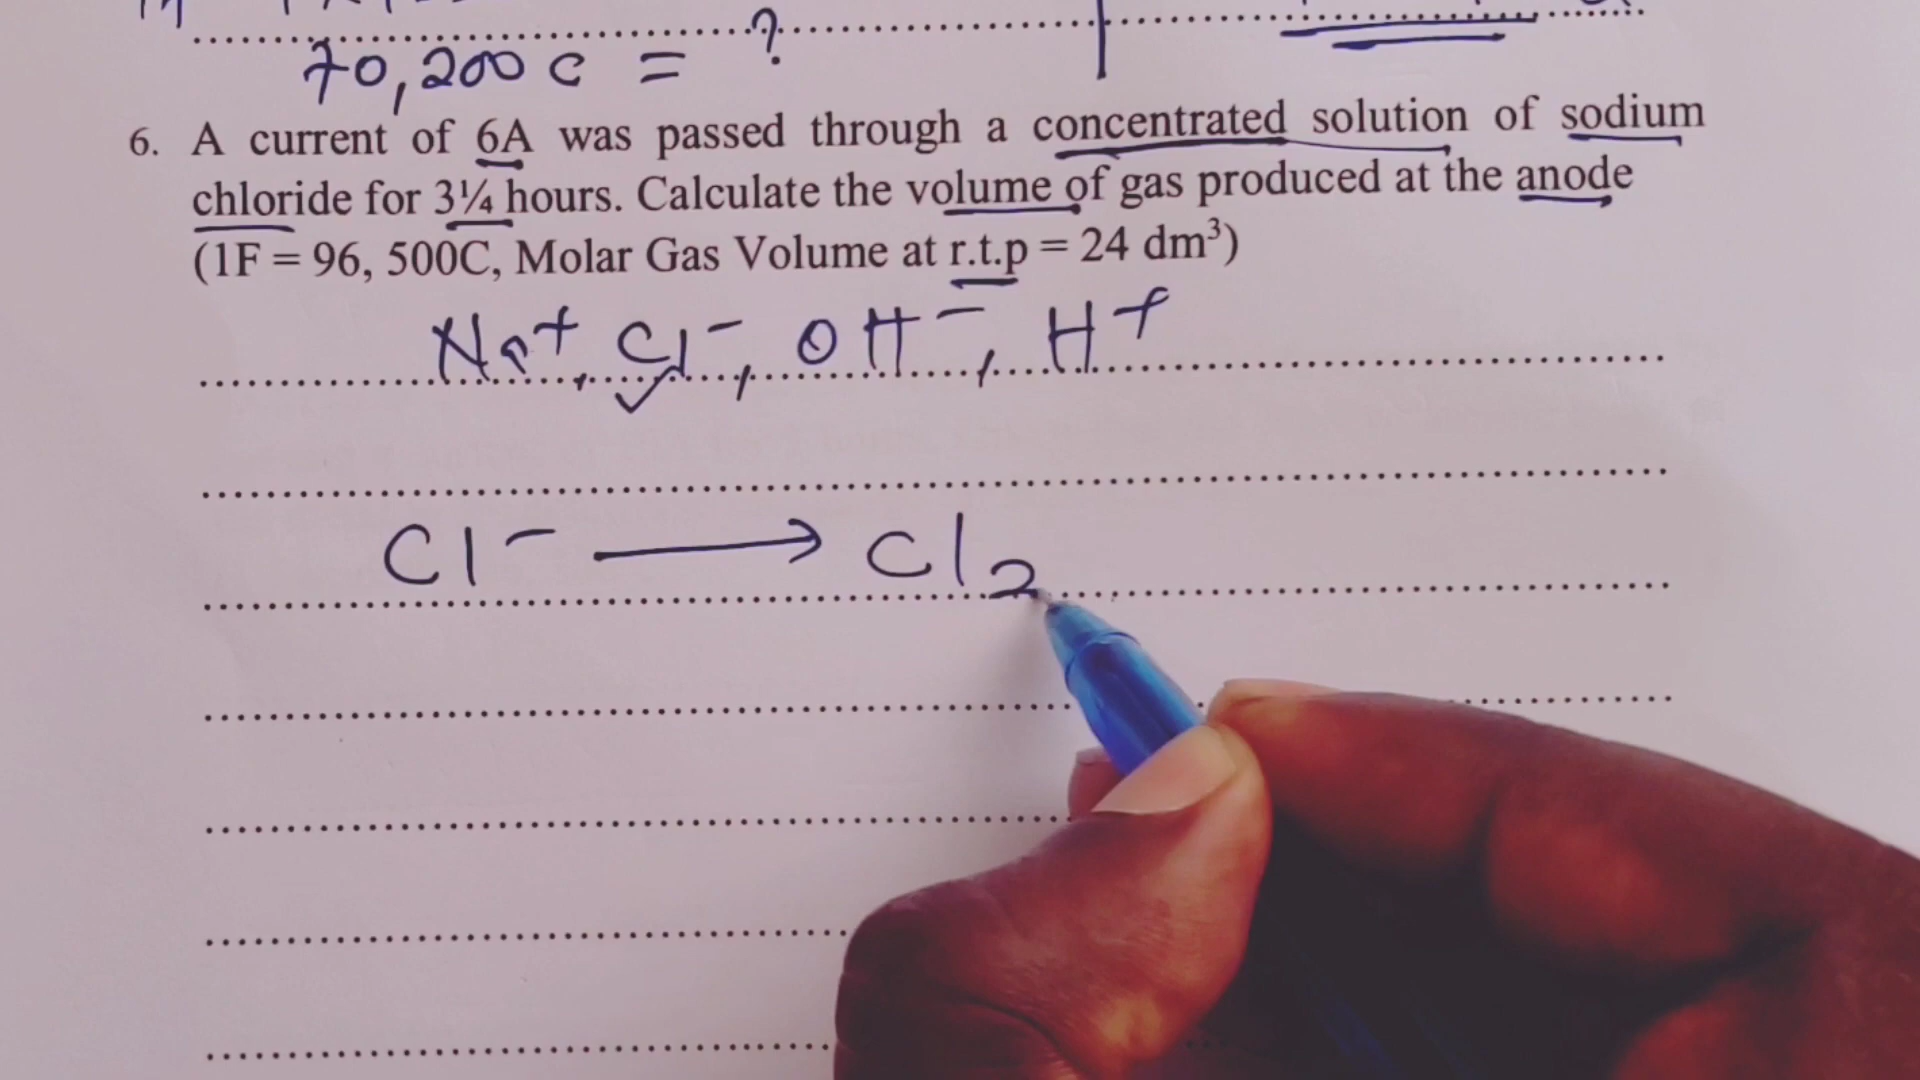 70,200 C = ?
6. A current of 6A was passed through a concentrated solution of sodium
chloride for 3¼ hours. Calculate the volume of gas produced at the anode
(1F = 96, 500C, Molar Gas Volume at r.t.p = 24 dm³)
Na⁺, Cl⁻, OH⁻, H⁺
Cl⁻ → Cl₂